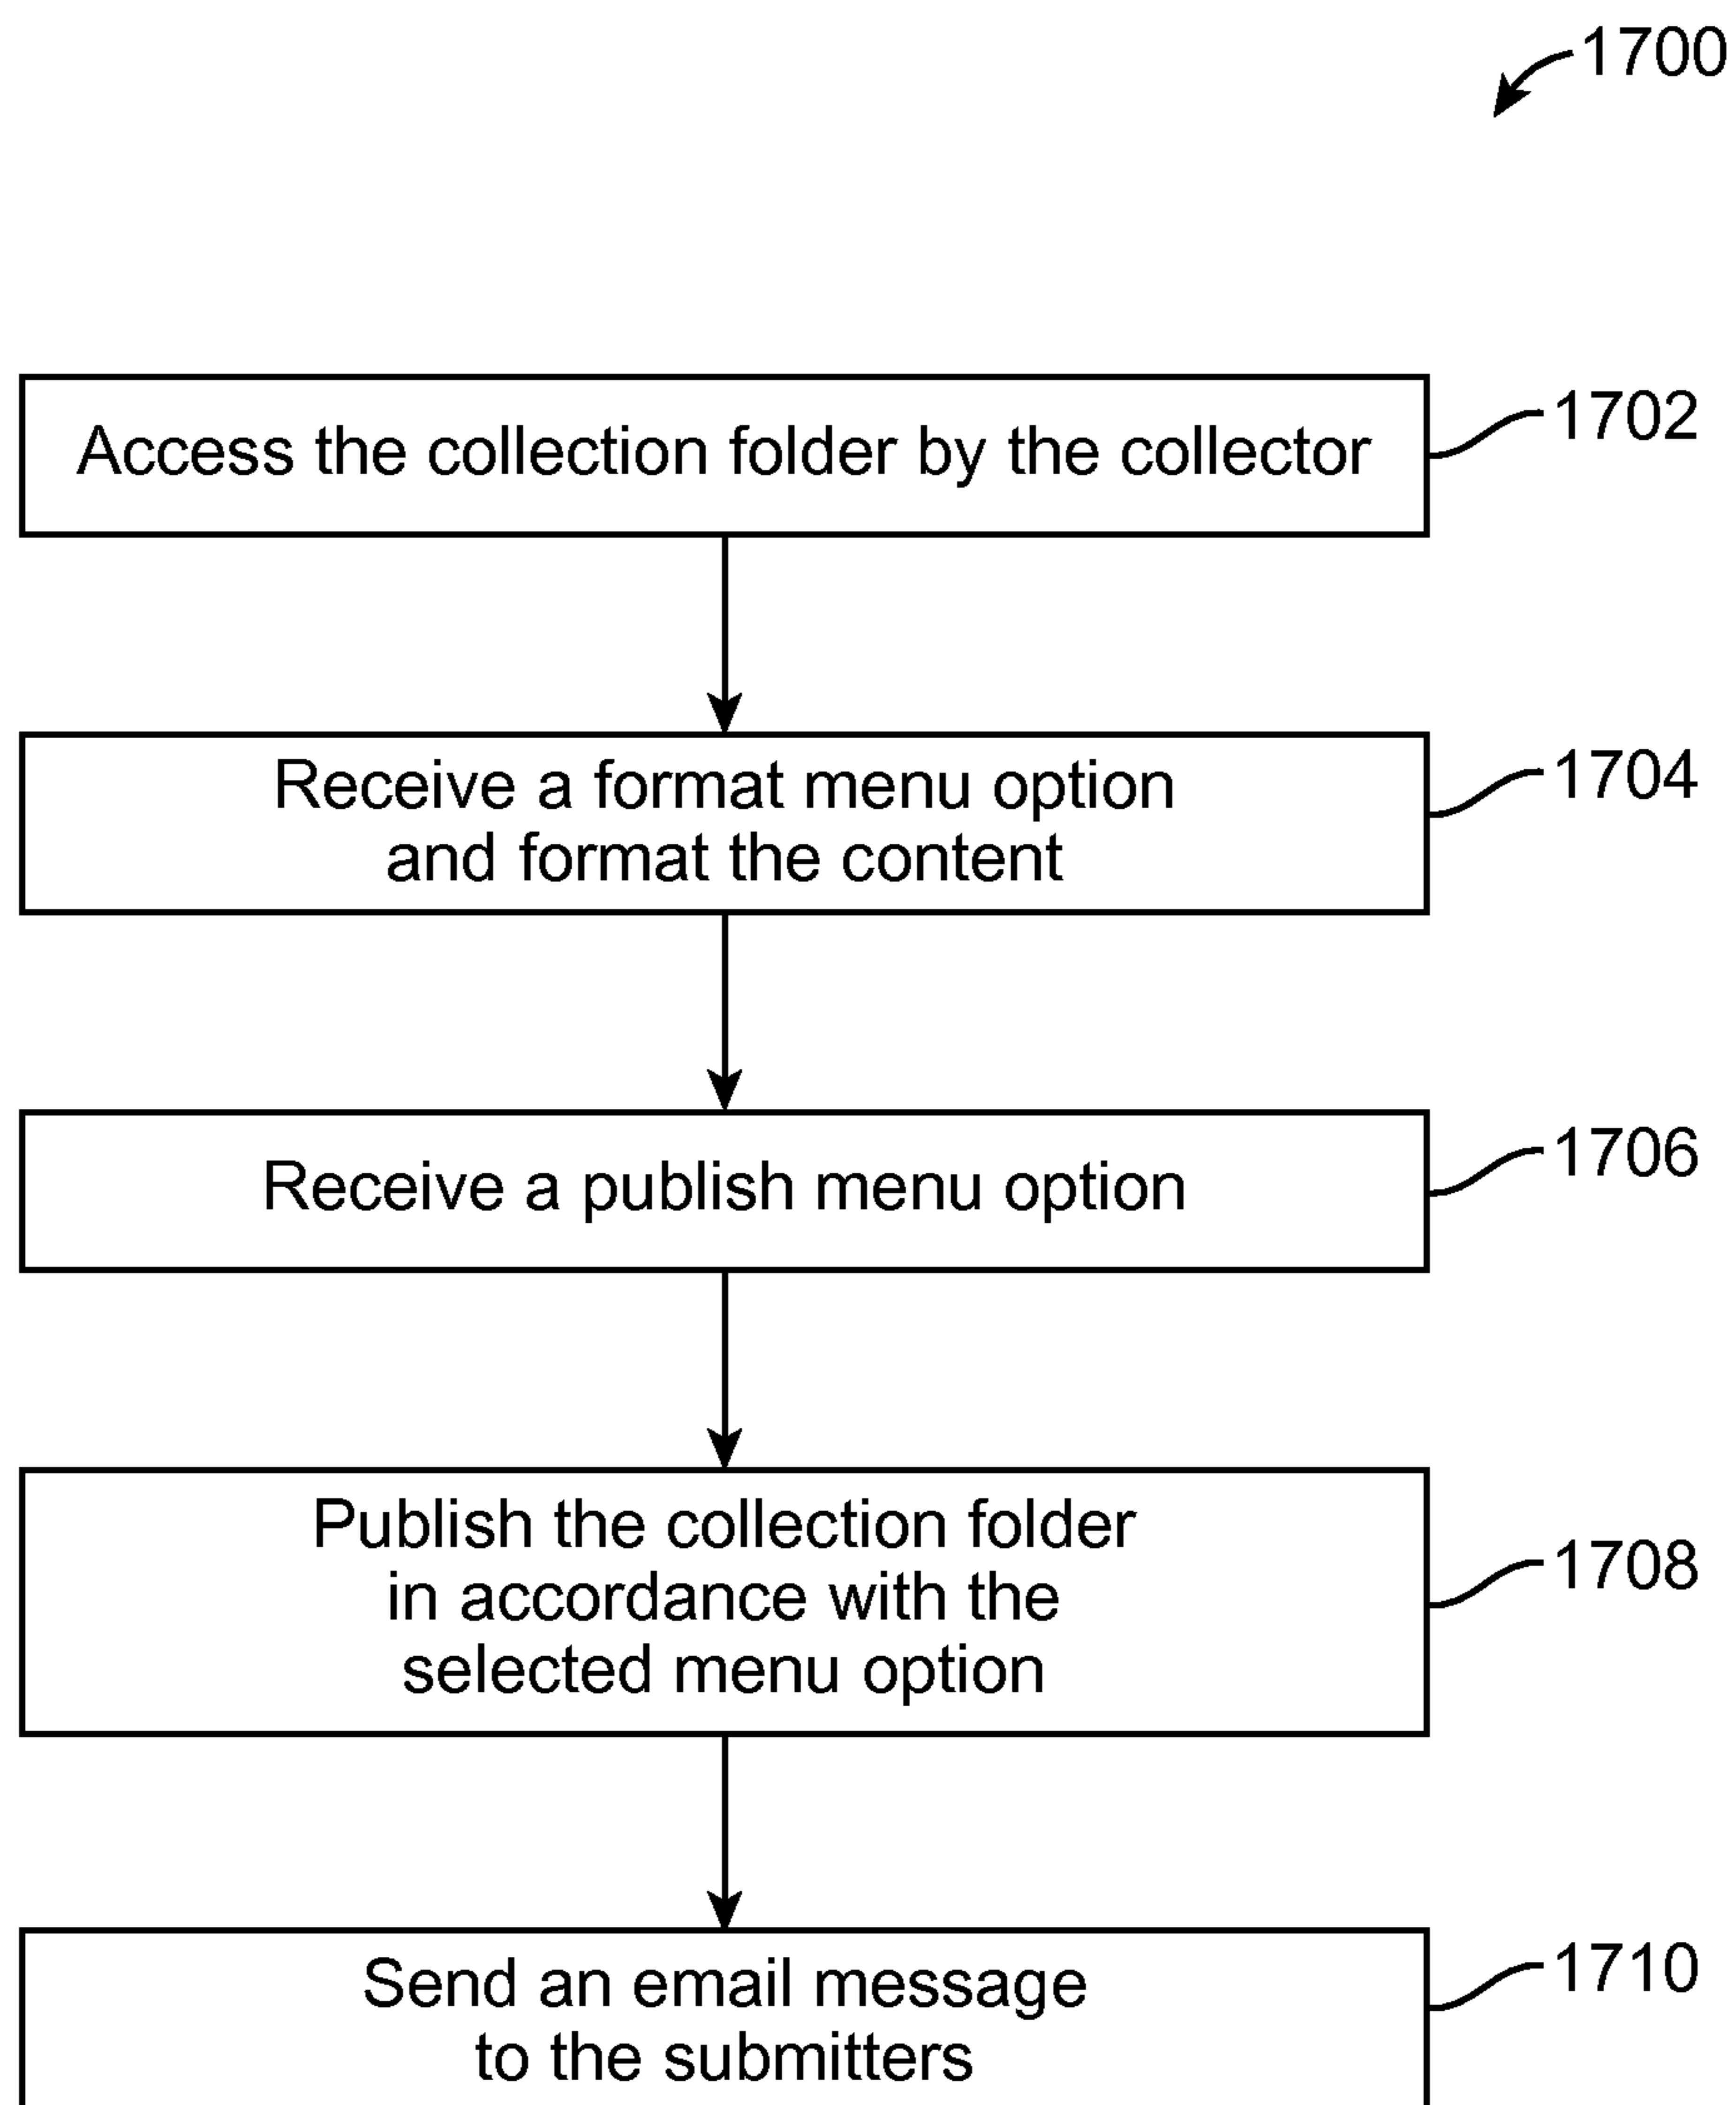 1700
Access the collection folder by the collector
1702
Receive a format menu option
and format the content
1704
Receive a publish menu option
1706
Publish the collection folder
in accordance with the
selected menu option
1708
Send an email message
to the submitters
1710